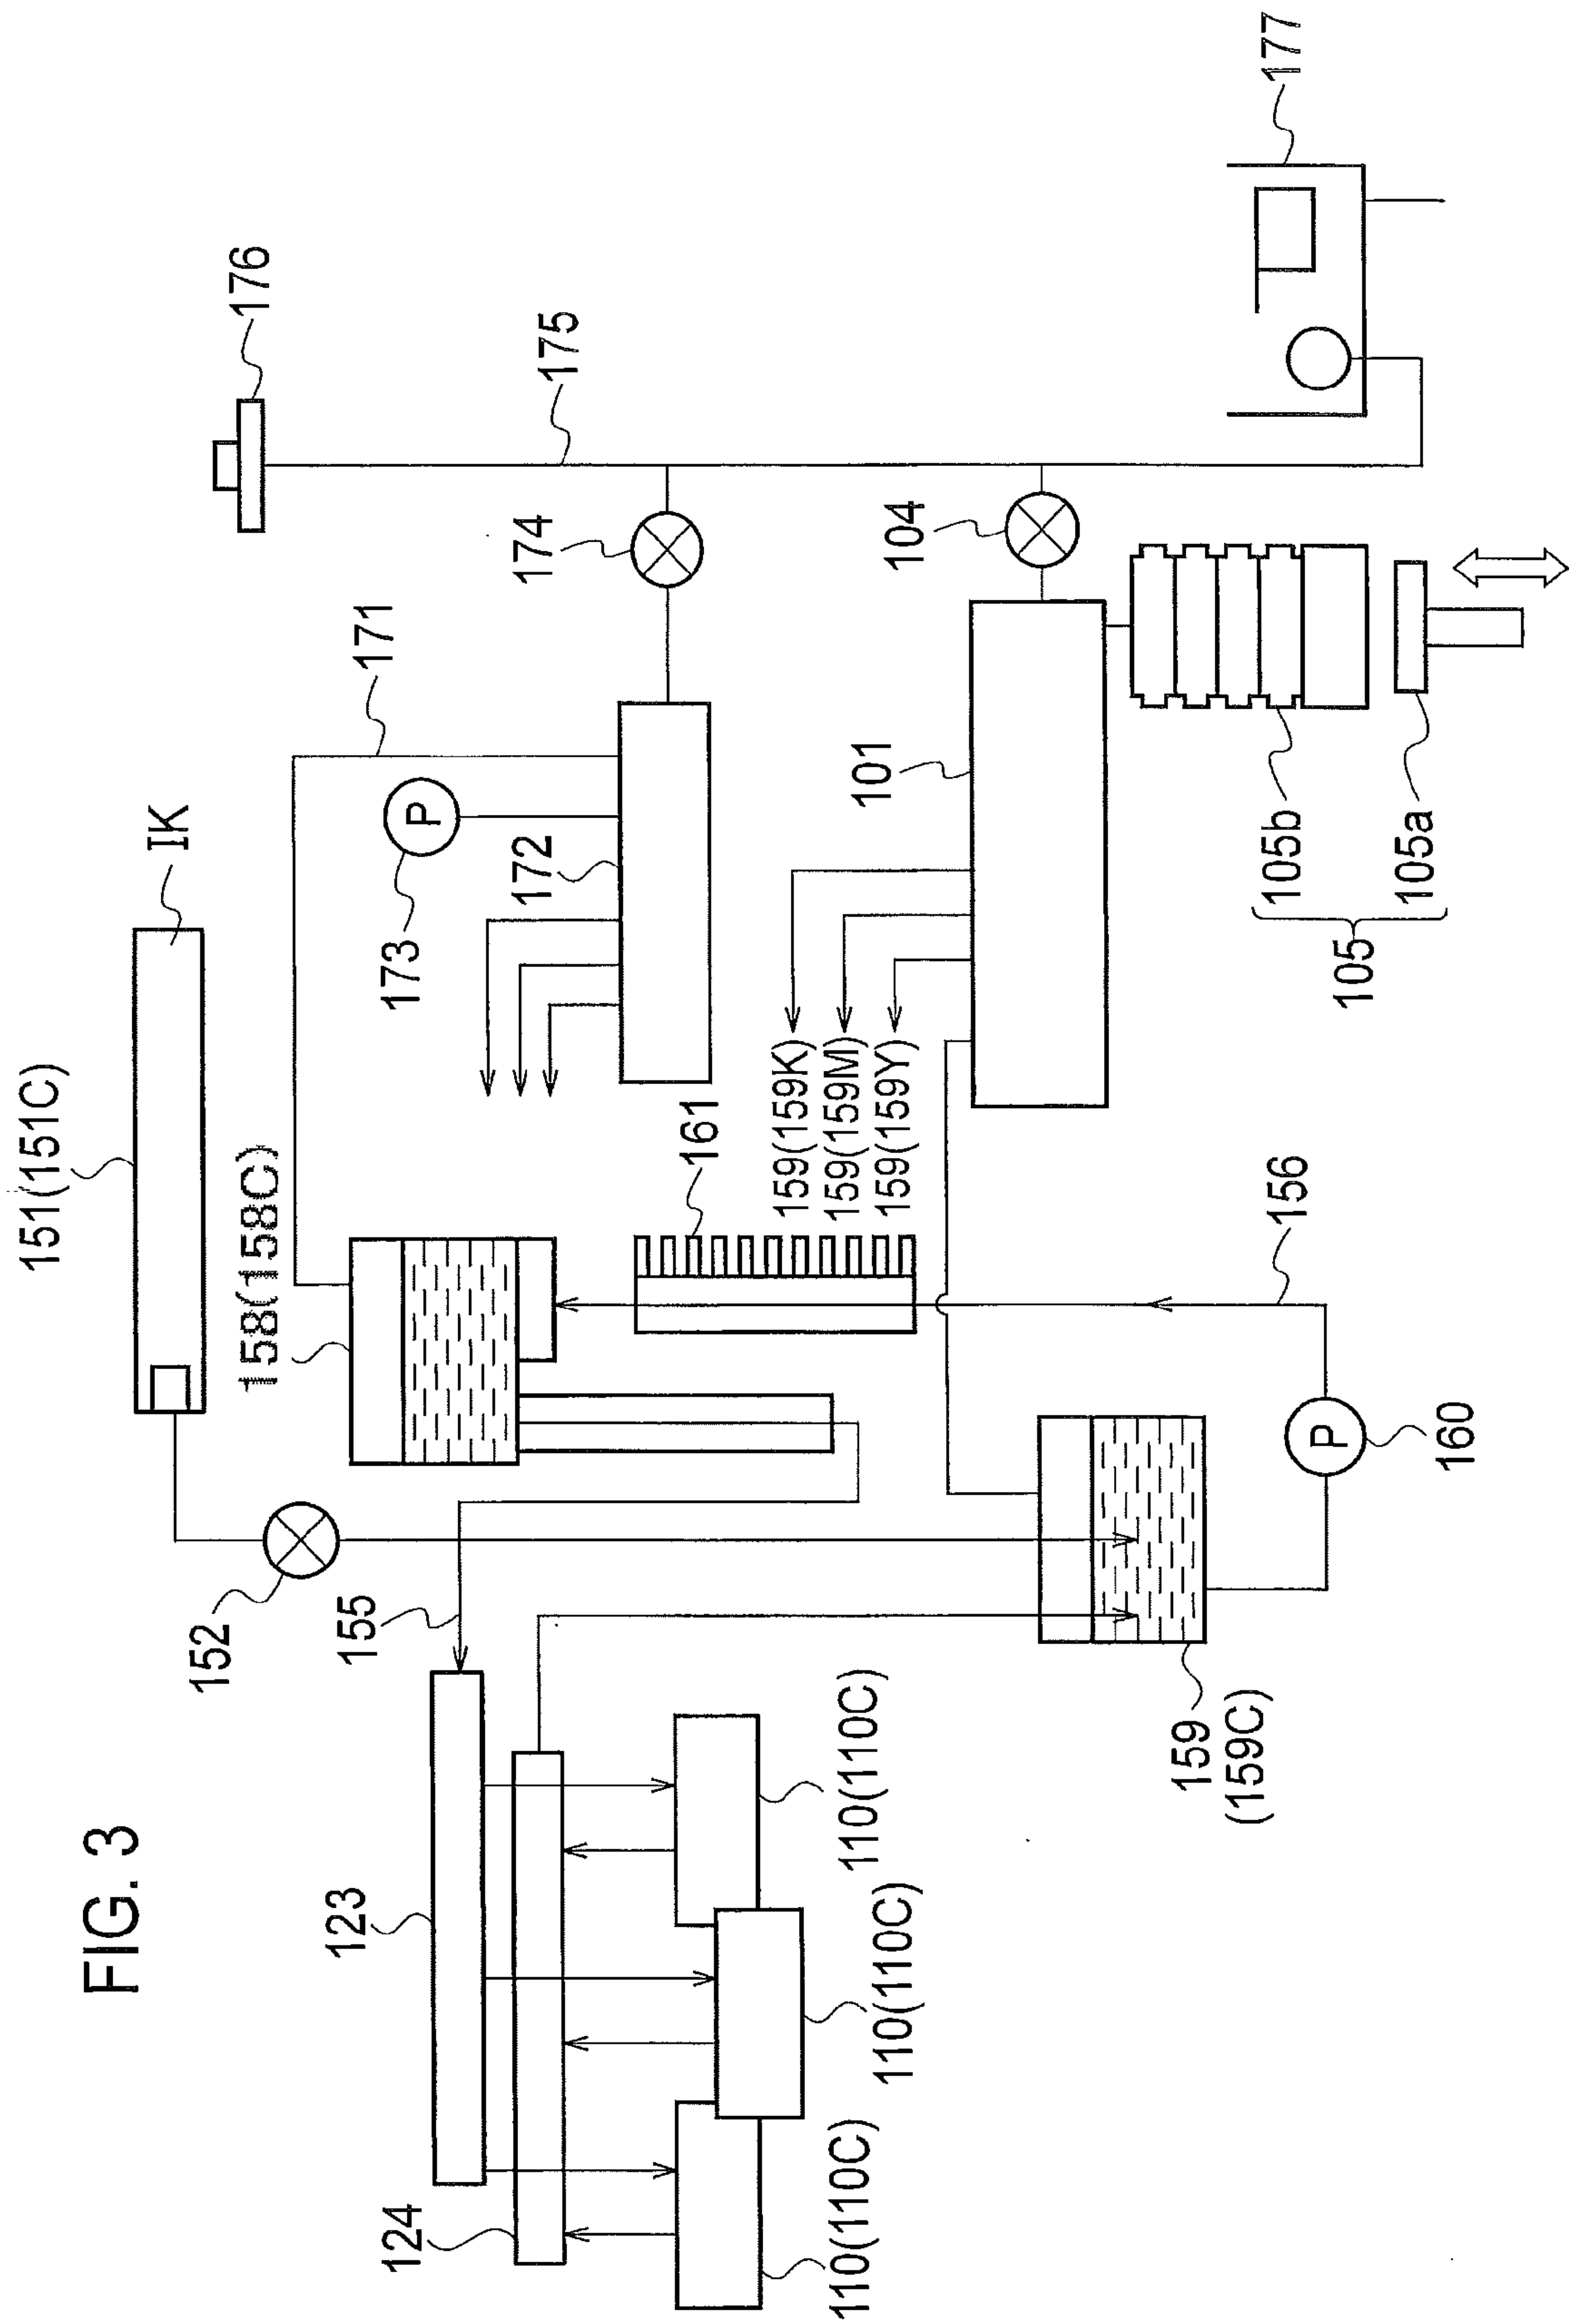 FIG. 3
151(151C)
IK
176
152
158(158C)
171
175
177
123
155
173
P
172
174
124
161
101
104
159(159K)
159(159M)
159(159Y)
110(110C)
110(110C)
110(110C)
159
(159C)
156
P
160
105b
105a
105